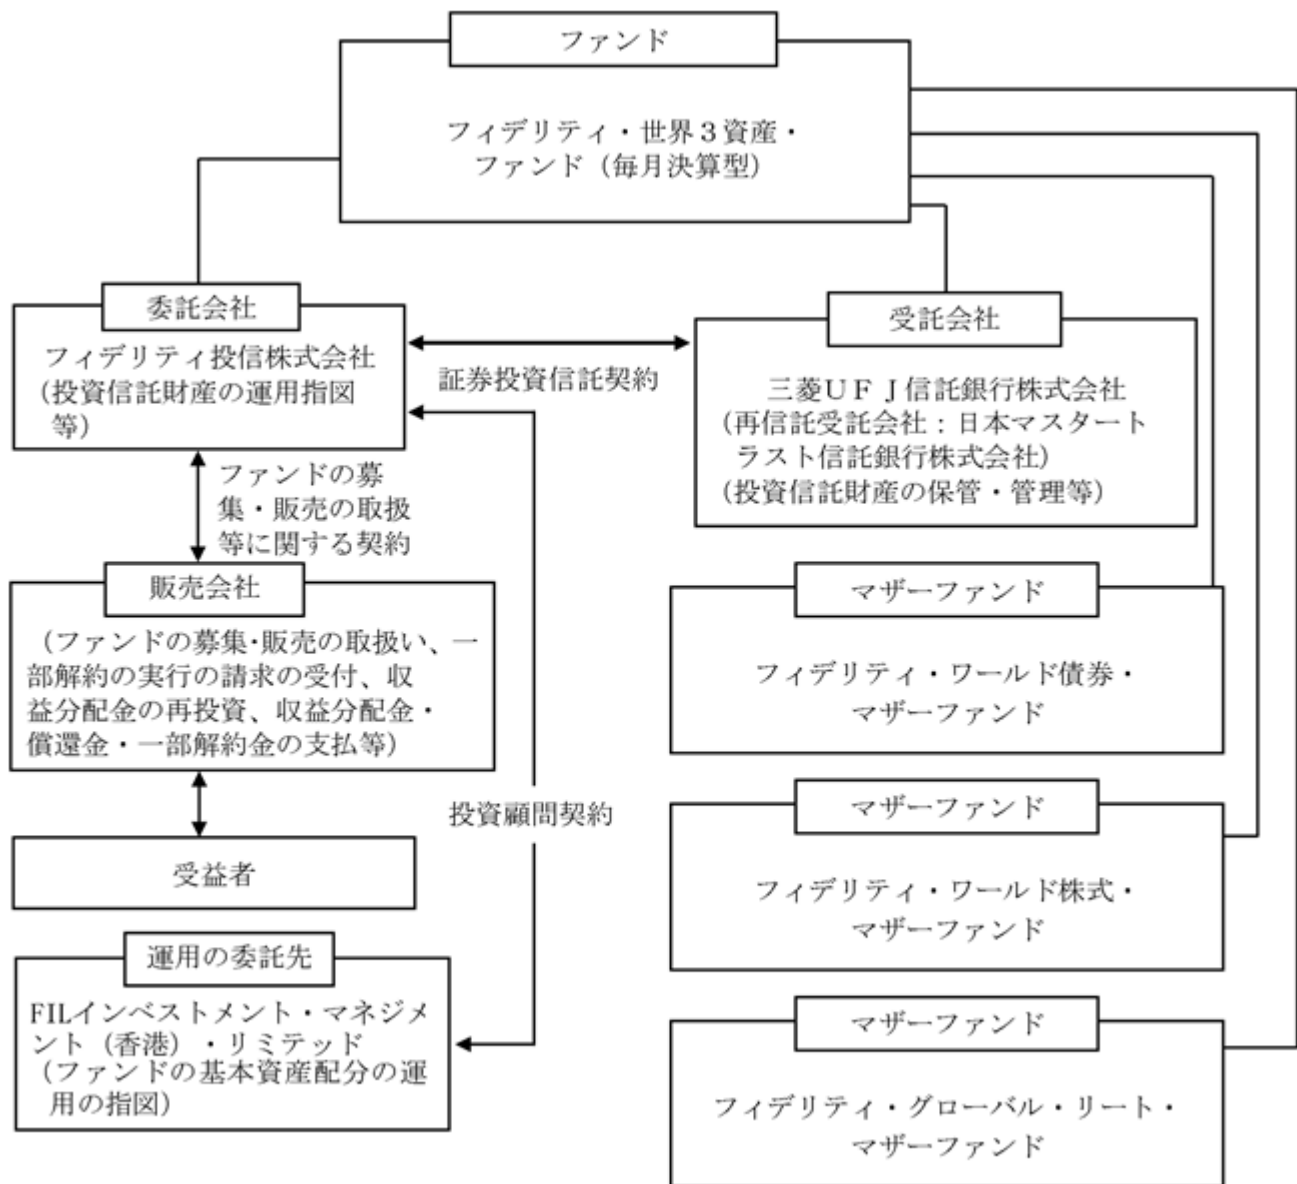 ファンド
フィデリティ・世界３資産・
ファンド（毎月決算型）
委託会社
フィデリティ投信株式会社
（投資信託財産の運用指図
等）
証券投資信託契約
受託会社
三菱ＵＦＪ信託銀行株式会社
（再信託受託会社：日本マスタート
ラスト信託銀行株式会社）
（投資信託財産の保管・管理等）
ファンドの募
集・販売の取扱
等に関する契約
販売会社
（ファンドの募集・販売の取扱い、一
部解約の実行の請求の受付、収
益分配金の再投資、収益分配金・
償還金・一部解約金の支払等）
投資顧問契約
受益者
運用の委託先
FILインベストメント・マネジメ
ント（香港）・リミテッド
（ファンドの基本資産配分の運
用の指図）
マザーファンド
フィデリティ・ワールド債券・
マザーファンド
マザーファンド
フィデリティ・ワールド株式・
マザーファンド
マザーファンド
フィデリティ・グローバル・リート・
マザーファンド